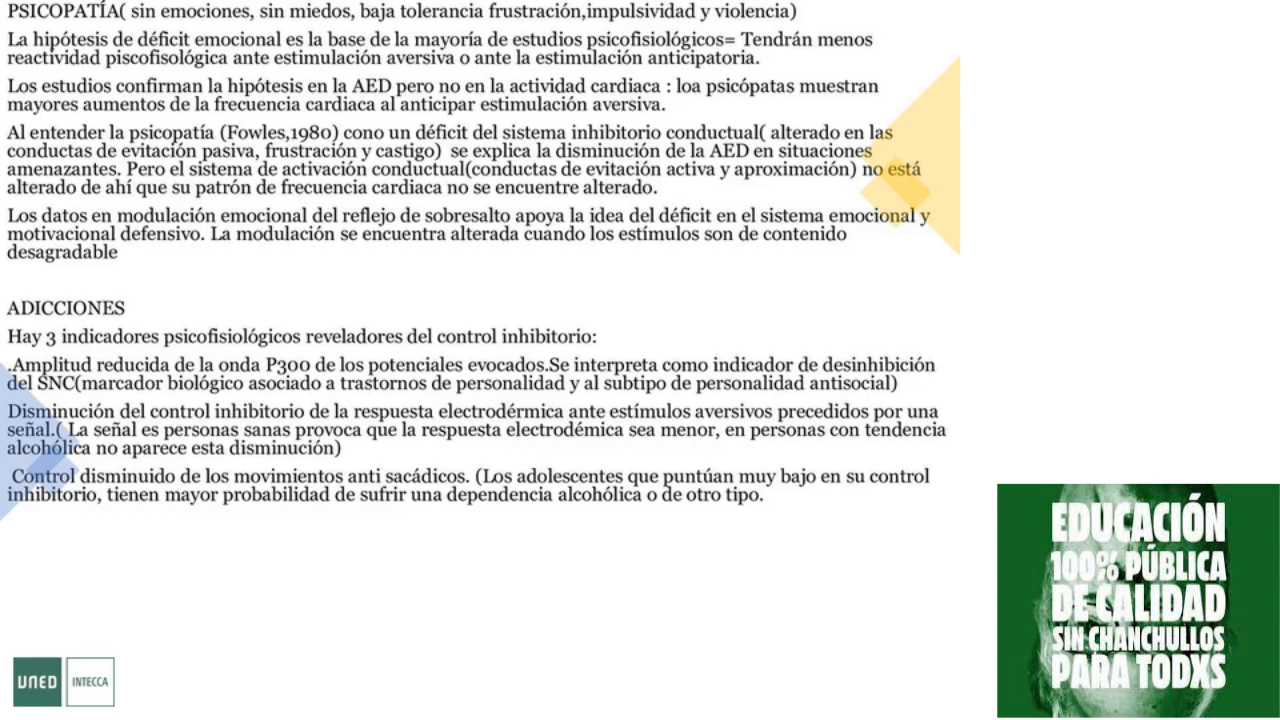 PSICOPATÍA( sin emociones, sin miedos, baja tolerancia frustración,impulsividad y violencia)
La hipótesis de déficit emocional es la base de la mayoría de estudios psicofisiológicos= Tendrán menos
reactividad piscofisológica ante estimulación aversiva o ante la estimulación anticipatoria.
Los estudios confirman la hipótesis en la AED pero no en la actividad cardiaca : loa psicópatas muestran
mayores aumentos de la frecuencia cardiaca al anticipar estimulación aversiva.
Al entender la psicopatía (Fowles,1980) cono un déficit del sistema inhibitorio conductual( alterado en las
conductas de evitación pasiva, frustración y castigo)  se explica la disminución de la AED en situaciones
amenazantes. Pero el sistema de activación conductual(conductas de evitación activa y aproximación) no está
alterado de ahí que su patrón de frecuencia cardiaca no se encuentre alterado.
Los datos en modulación emocional del reflejo de sobresalto apoya la idea del déficit en el sistema emocional y
motivacional defensivo. La modulación se encuentra alterada cuando los estímulos son de contenido
desagradable
ADICCIONES
Hay 3 indicadores psicofisiológicos reveladores del control inhibitorio:
.Amplitud reducida de la onda P300 de los potenciales evocados.Se interpreta como indicador de desinhibición
del SNC(marcador biológico asociado a trastornos de personalidad y al subtipo de personalidad antisocial)
Disminución del control inhibitorio de la respuesta electrodérmica ante estímulos aversivos precedidos por una
señal.( La señal es personas sanas provoca que la respuesta electrodémica sea menor, en personas con tendencia
alcohólica no aparece esta disminución)
Control disminuido de los movimientos anti sacádicos. (Los adolescentes que puntúan muy bajo en su control
inhibitorio, tienen mayor probabilidad de sufrir una dependencia alcohólica o de otro tipo.
EDUCACIÓN
100% PÚBLICA
DE CALIDAD
SIN CHANCHULLOS
PARA TODXS
UNED INTECCA